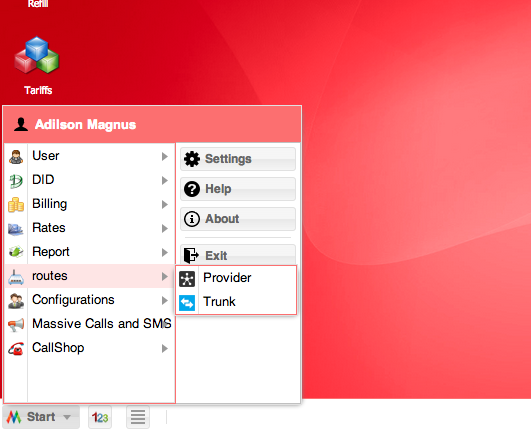 Refill
Tariffs
Adilson Magnus
User
DID
Billing
Rates
Report
routes
Configurations
Massive Calls and SMS
CallShop
Settings
Help
About
Exit
Provider
Trunk
Start
123